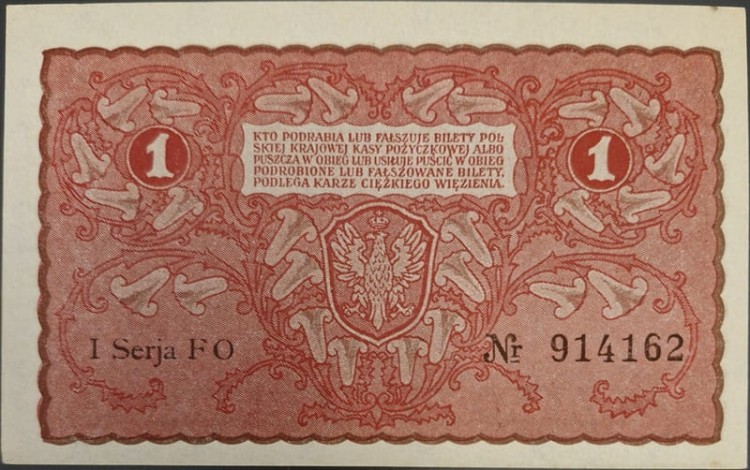 KTO PODRABIA LUB FAŁSZUJE BILETY POL
SKIEJ KRAJOWEJ KASY POŻYCZKOWEJ ALBO
PUSZCZA W OBIEG LUB USIŁUJE PUŚCIĆ W OBIEG
PODROBIONE LUB FAŁSZOWANE BILETY,
PODLEGA KARZE CIĘŻKIEGO WIĘZIENIA.
1 1
I Serja FO
Nr 914162